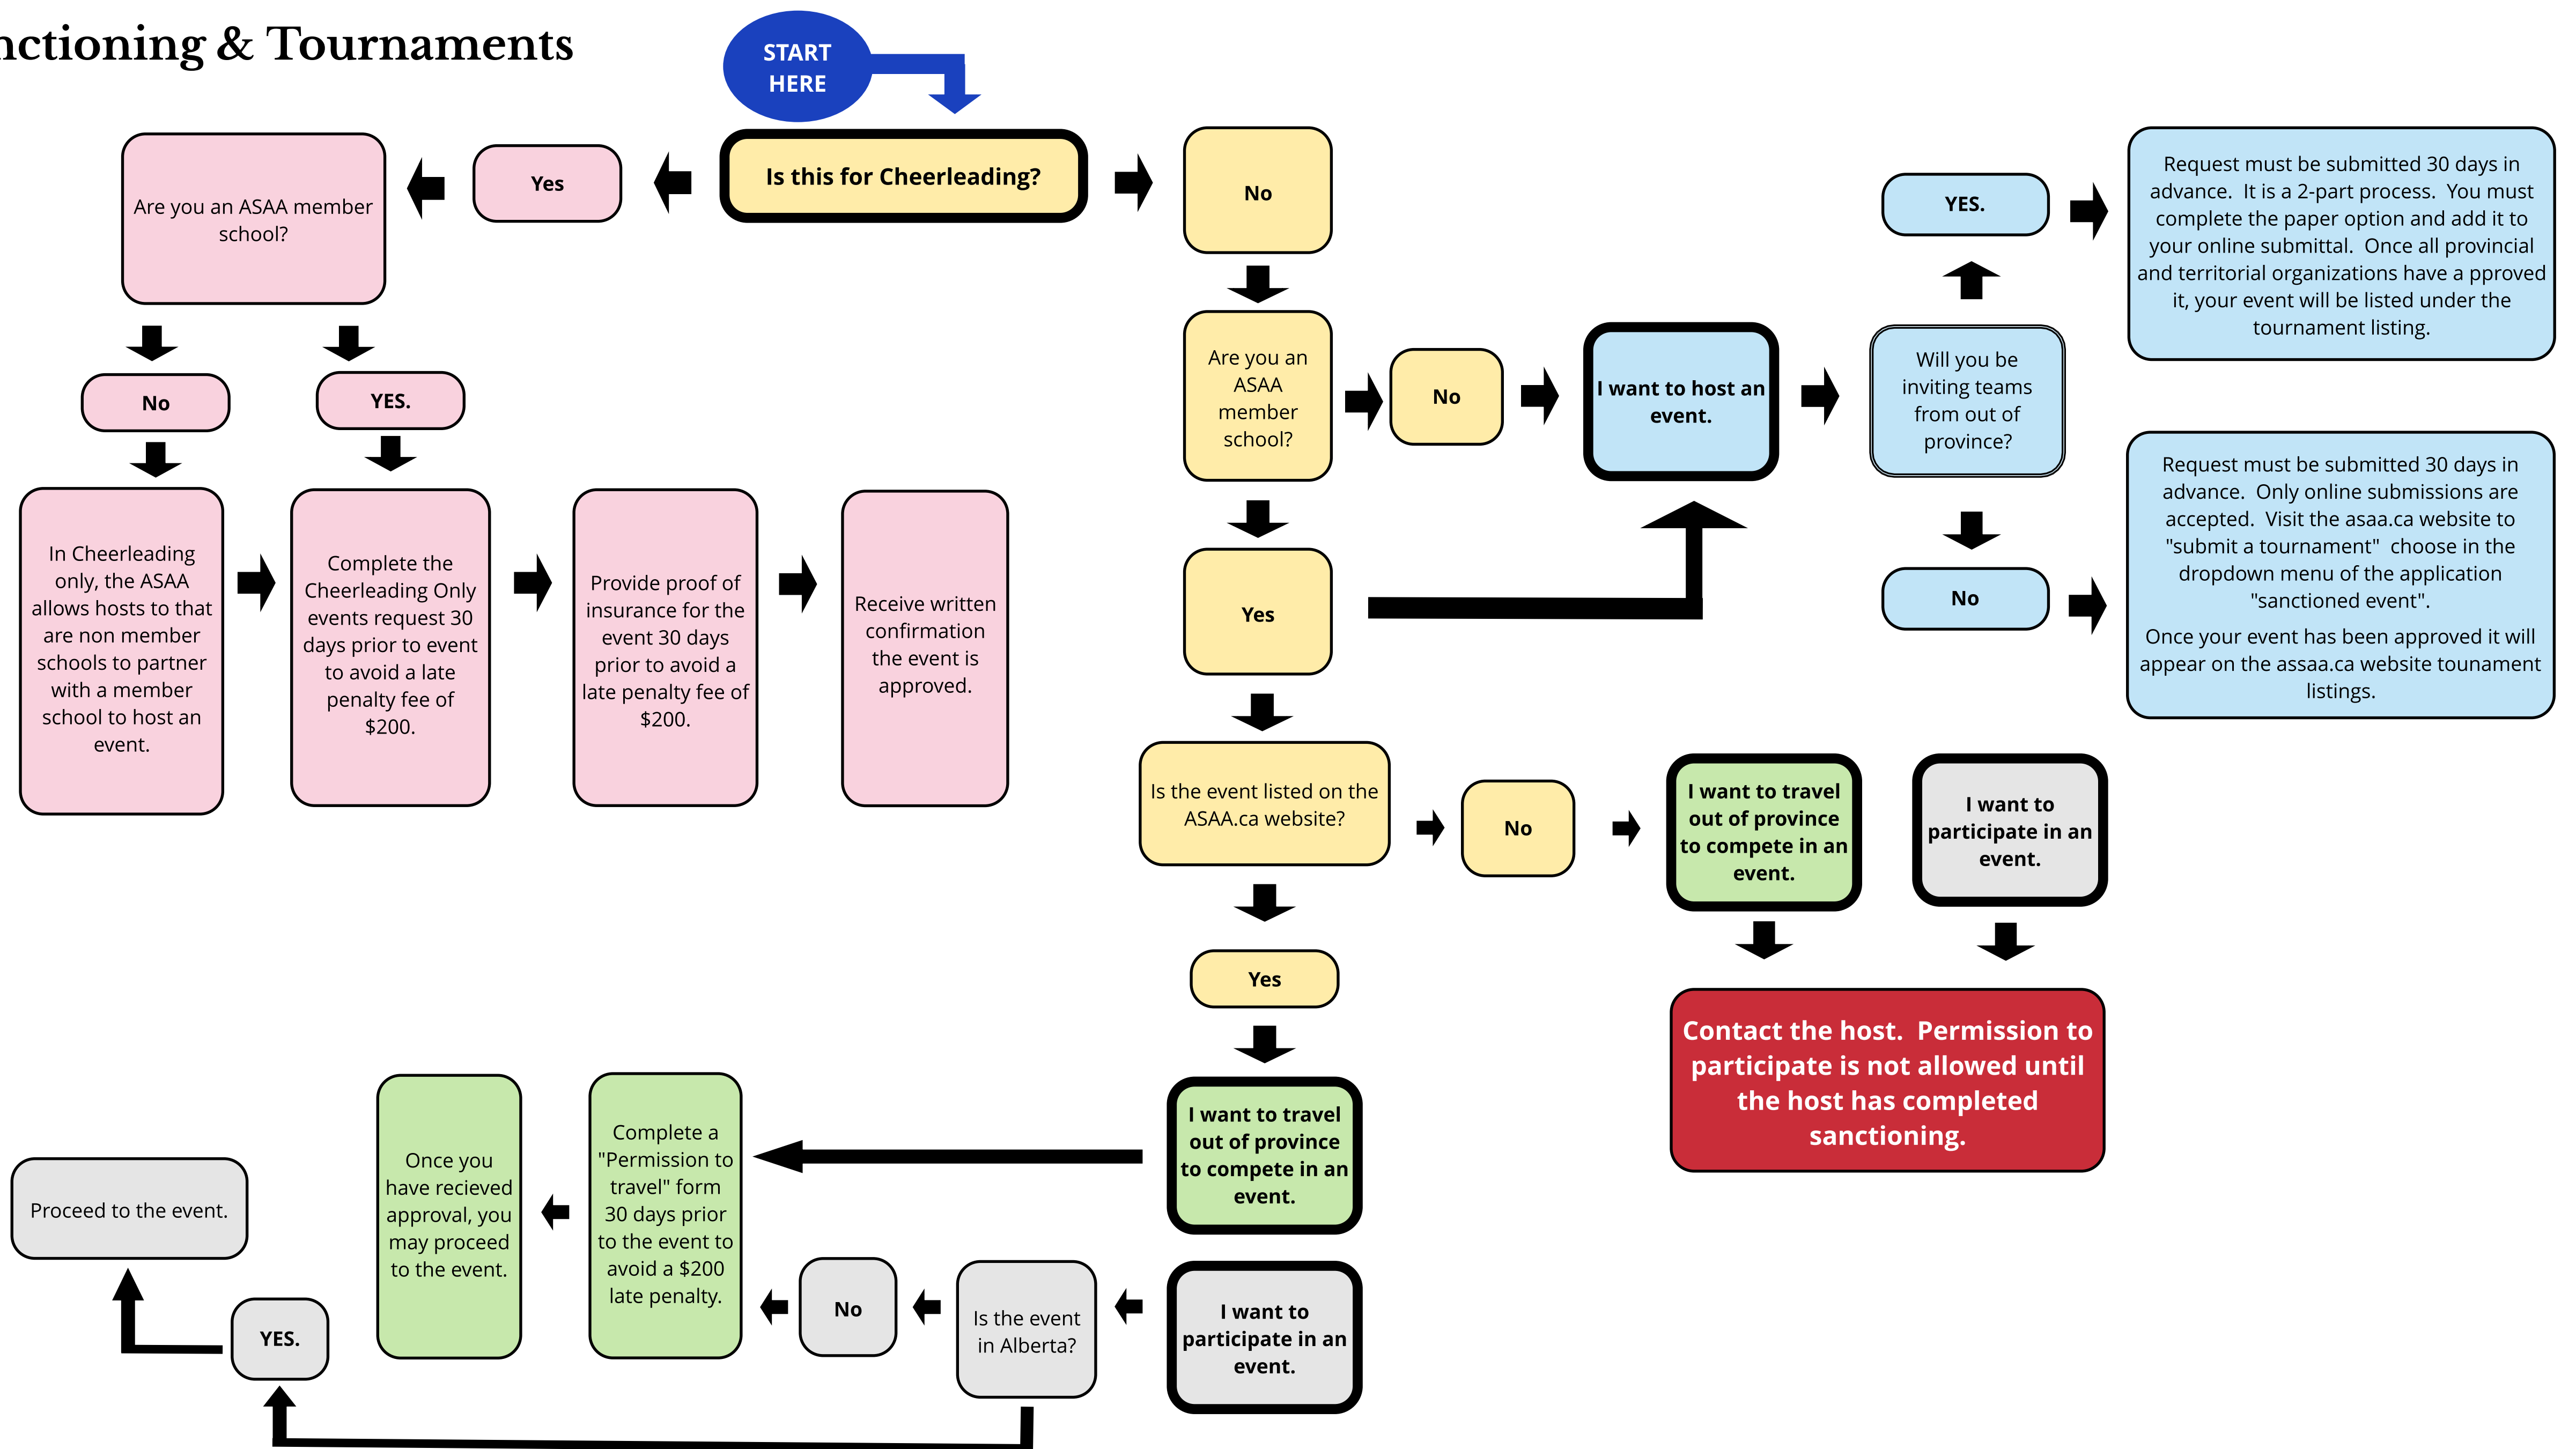 nctioning & Tournaments
START
HERE
Is this for Cheerleading?
Yes
Are you an ASAA member
school?
No
YES.
In Cheerleading
only, the ASAA
allows hosts to that
are non member
schools to partner
with a member
school to host an
event.
Complete the
Cheerleading Only
events request 30
days prior to event
to avoid a late
penalty fee of
$200.
Provide proof of
insurance for the
event 30 days
prior to avoid a
late penalty fee of
$200.
Receive written
confirmation
the event is
approved.
No
Are you an
ASAA
member
school?
No
I want to host an
event.
Will you be
inviting teams
from out of
province?
YES.
Request must be submitted 30 days in
advance.  It is a 2-part process.  You must
complete the paper option and add it to
your online submittal.  Once all provincial
and territorial organizations have a pproved
it, your event will be listed under the
tournament listing.
No
Request must be submitted 30 days in
advance.  Only online submissions are
accepted.  Visit the asaa.ca website to
"submit a tournament"  choose in the
dropdown menu of the application
"sanctioned event".
Once your event has been approved it will
appear on the assaa.ca website tounament
listings.
Yes
Is the event listed on the
ASAA.ca website?
No
I want to travel
out of province
to compete in an
event.
I want to
participate in an
event.
Contact the host.  Permission to
participate is not allowed until
the host has completed
sanctioning.
Yes
I want to travel
out of province
to compete in an
event.
Complete a
"Permission to
travel" form
30 days prior
to the event to
avoid a $200
late penalty.
Once you
have recieved
approval, you
may proceed
to the event.
I want to
participate in an
event.
Is the event
in Alberta?
No
YES.
Proceed to the event.